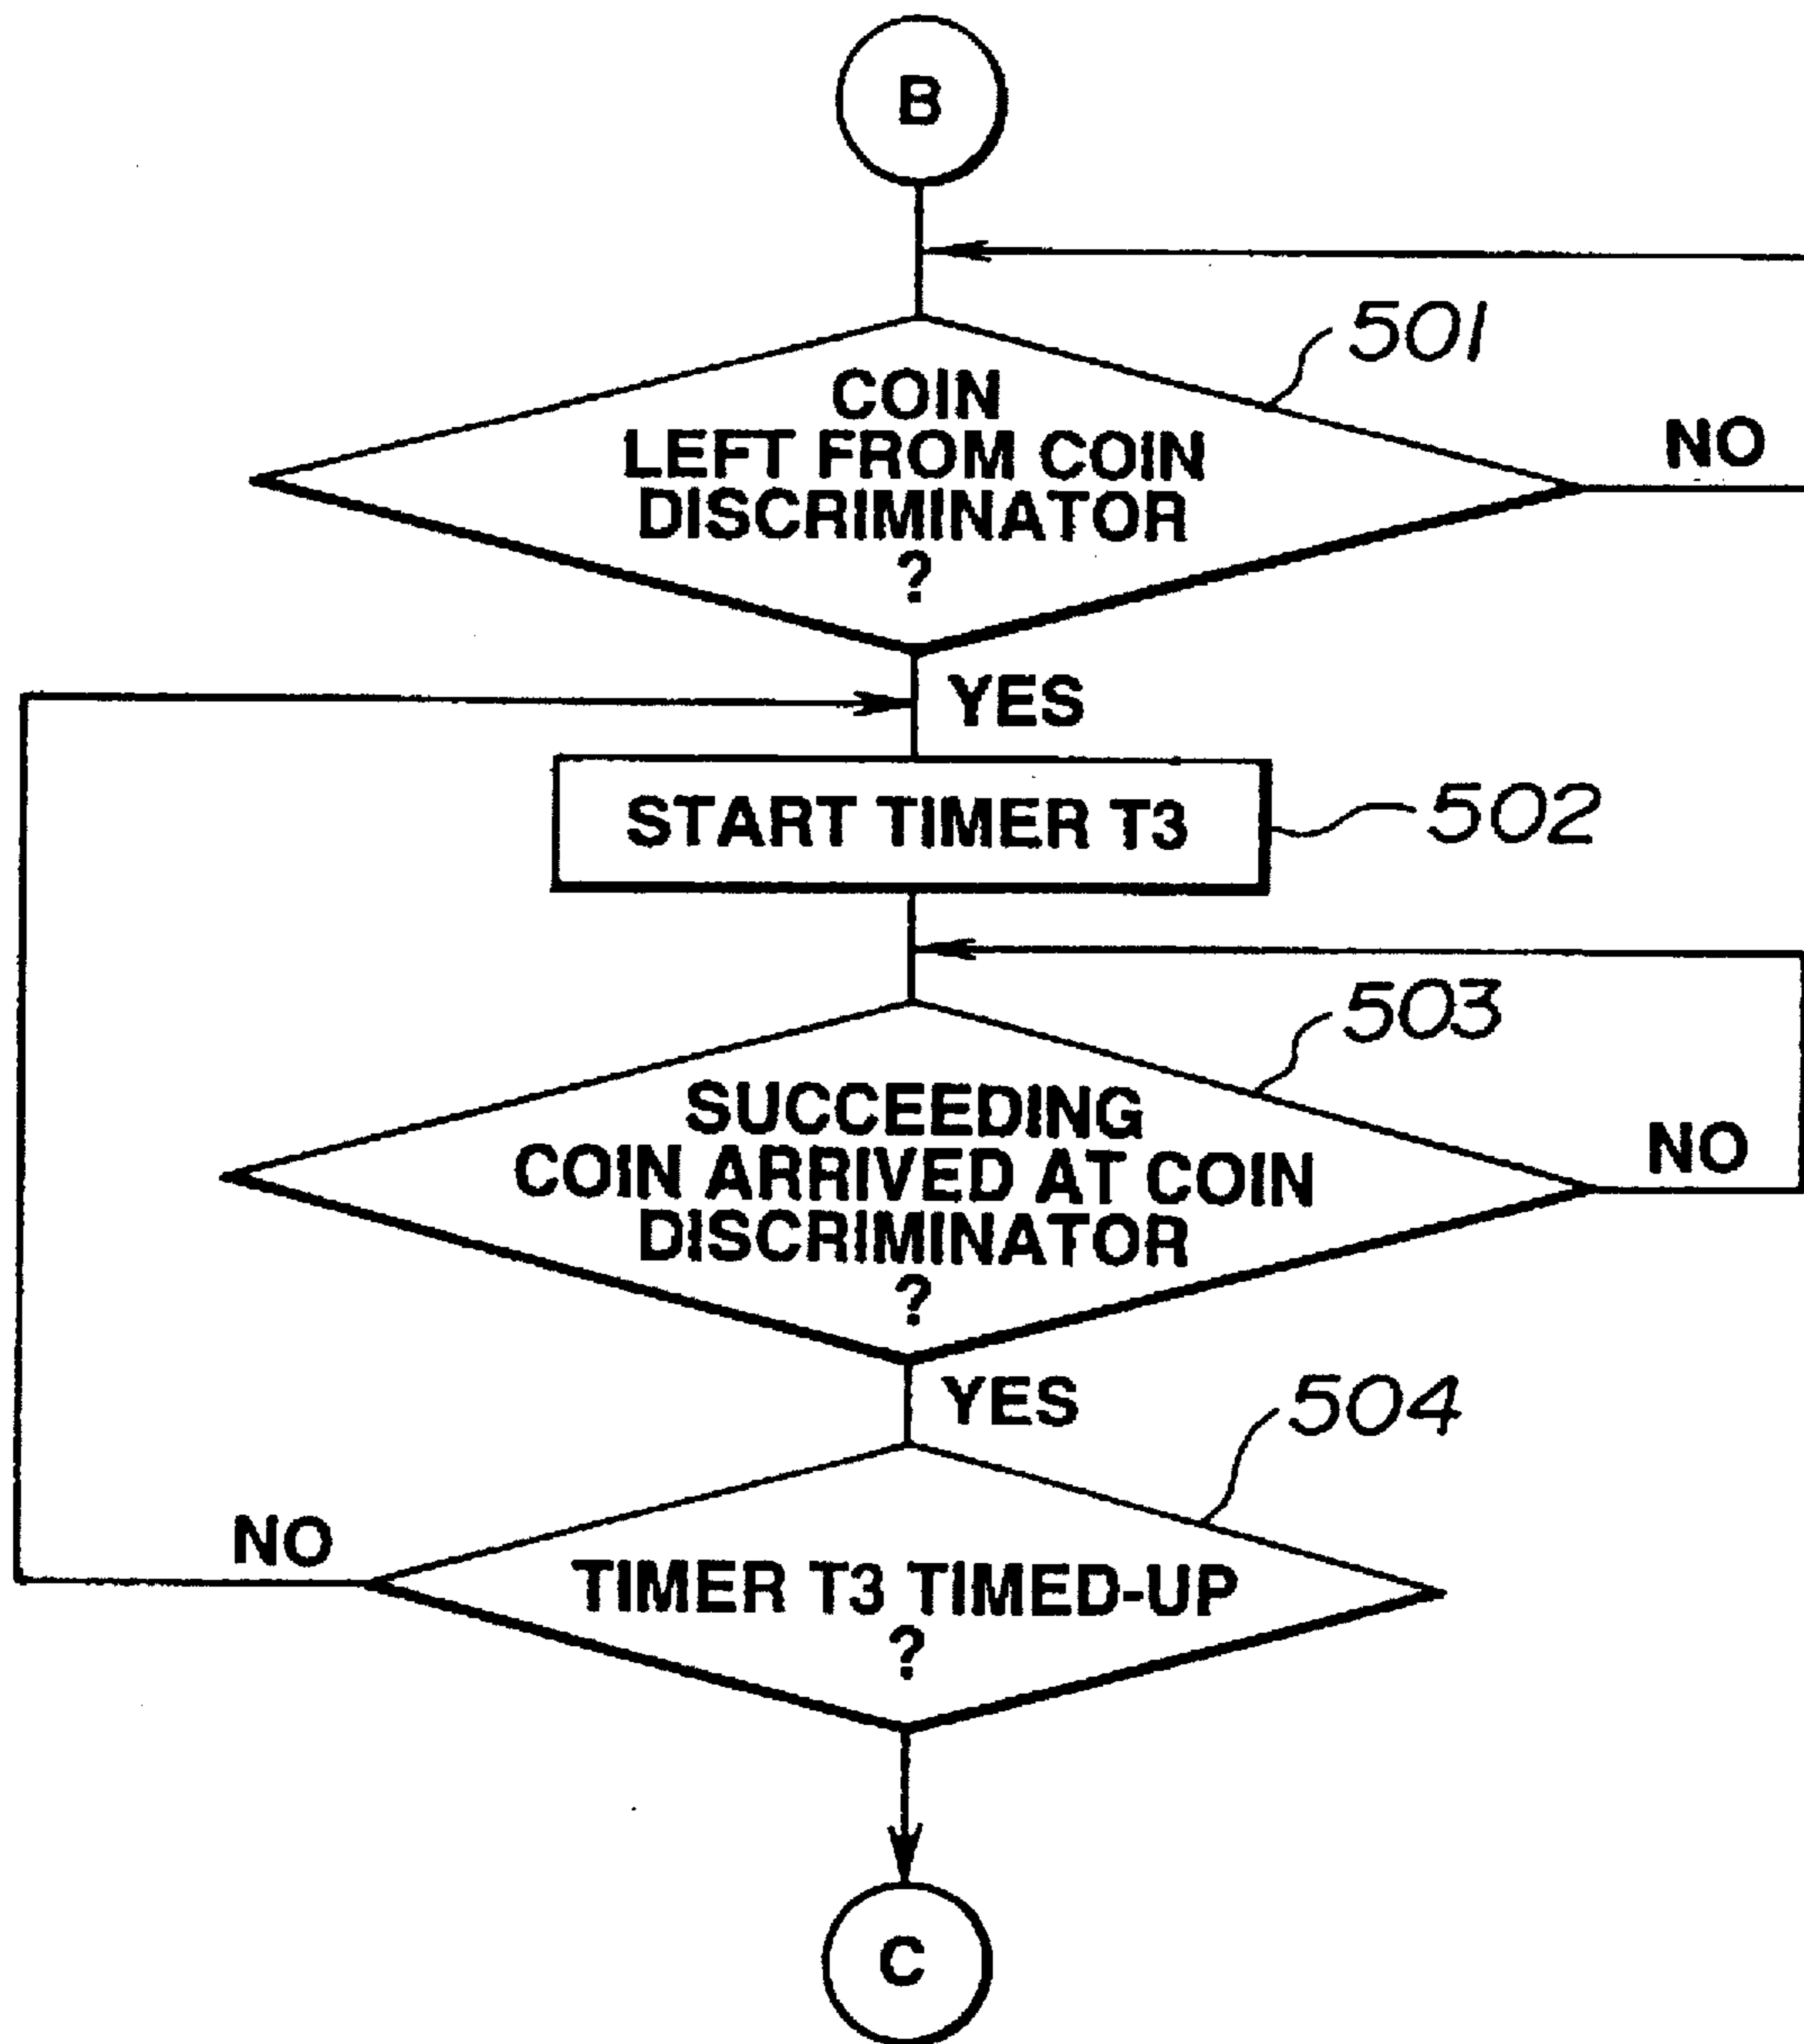 B
501
COIN
LEFT FROM COIN
DISCRIMINATOR
?
NO
YES
START TIMER T3
502
503
SUCCEEDING
COIN ARRIVED AT COIN
DISCRIMINATOR
?
NO
YES
504
NO
TIMER T3 TIMED-UP
?
C